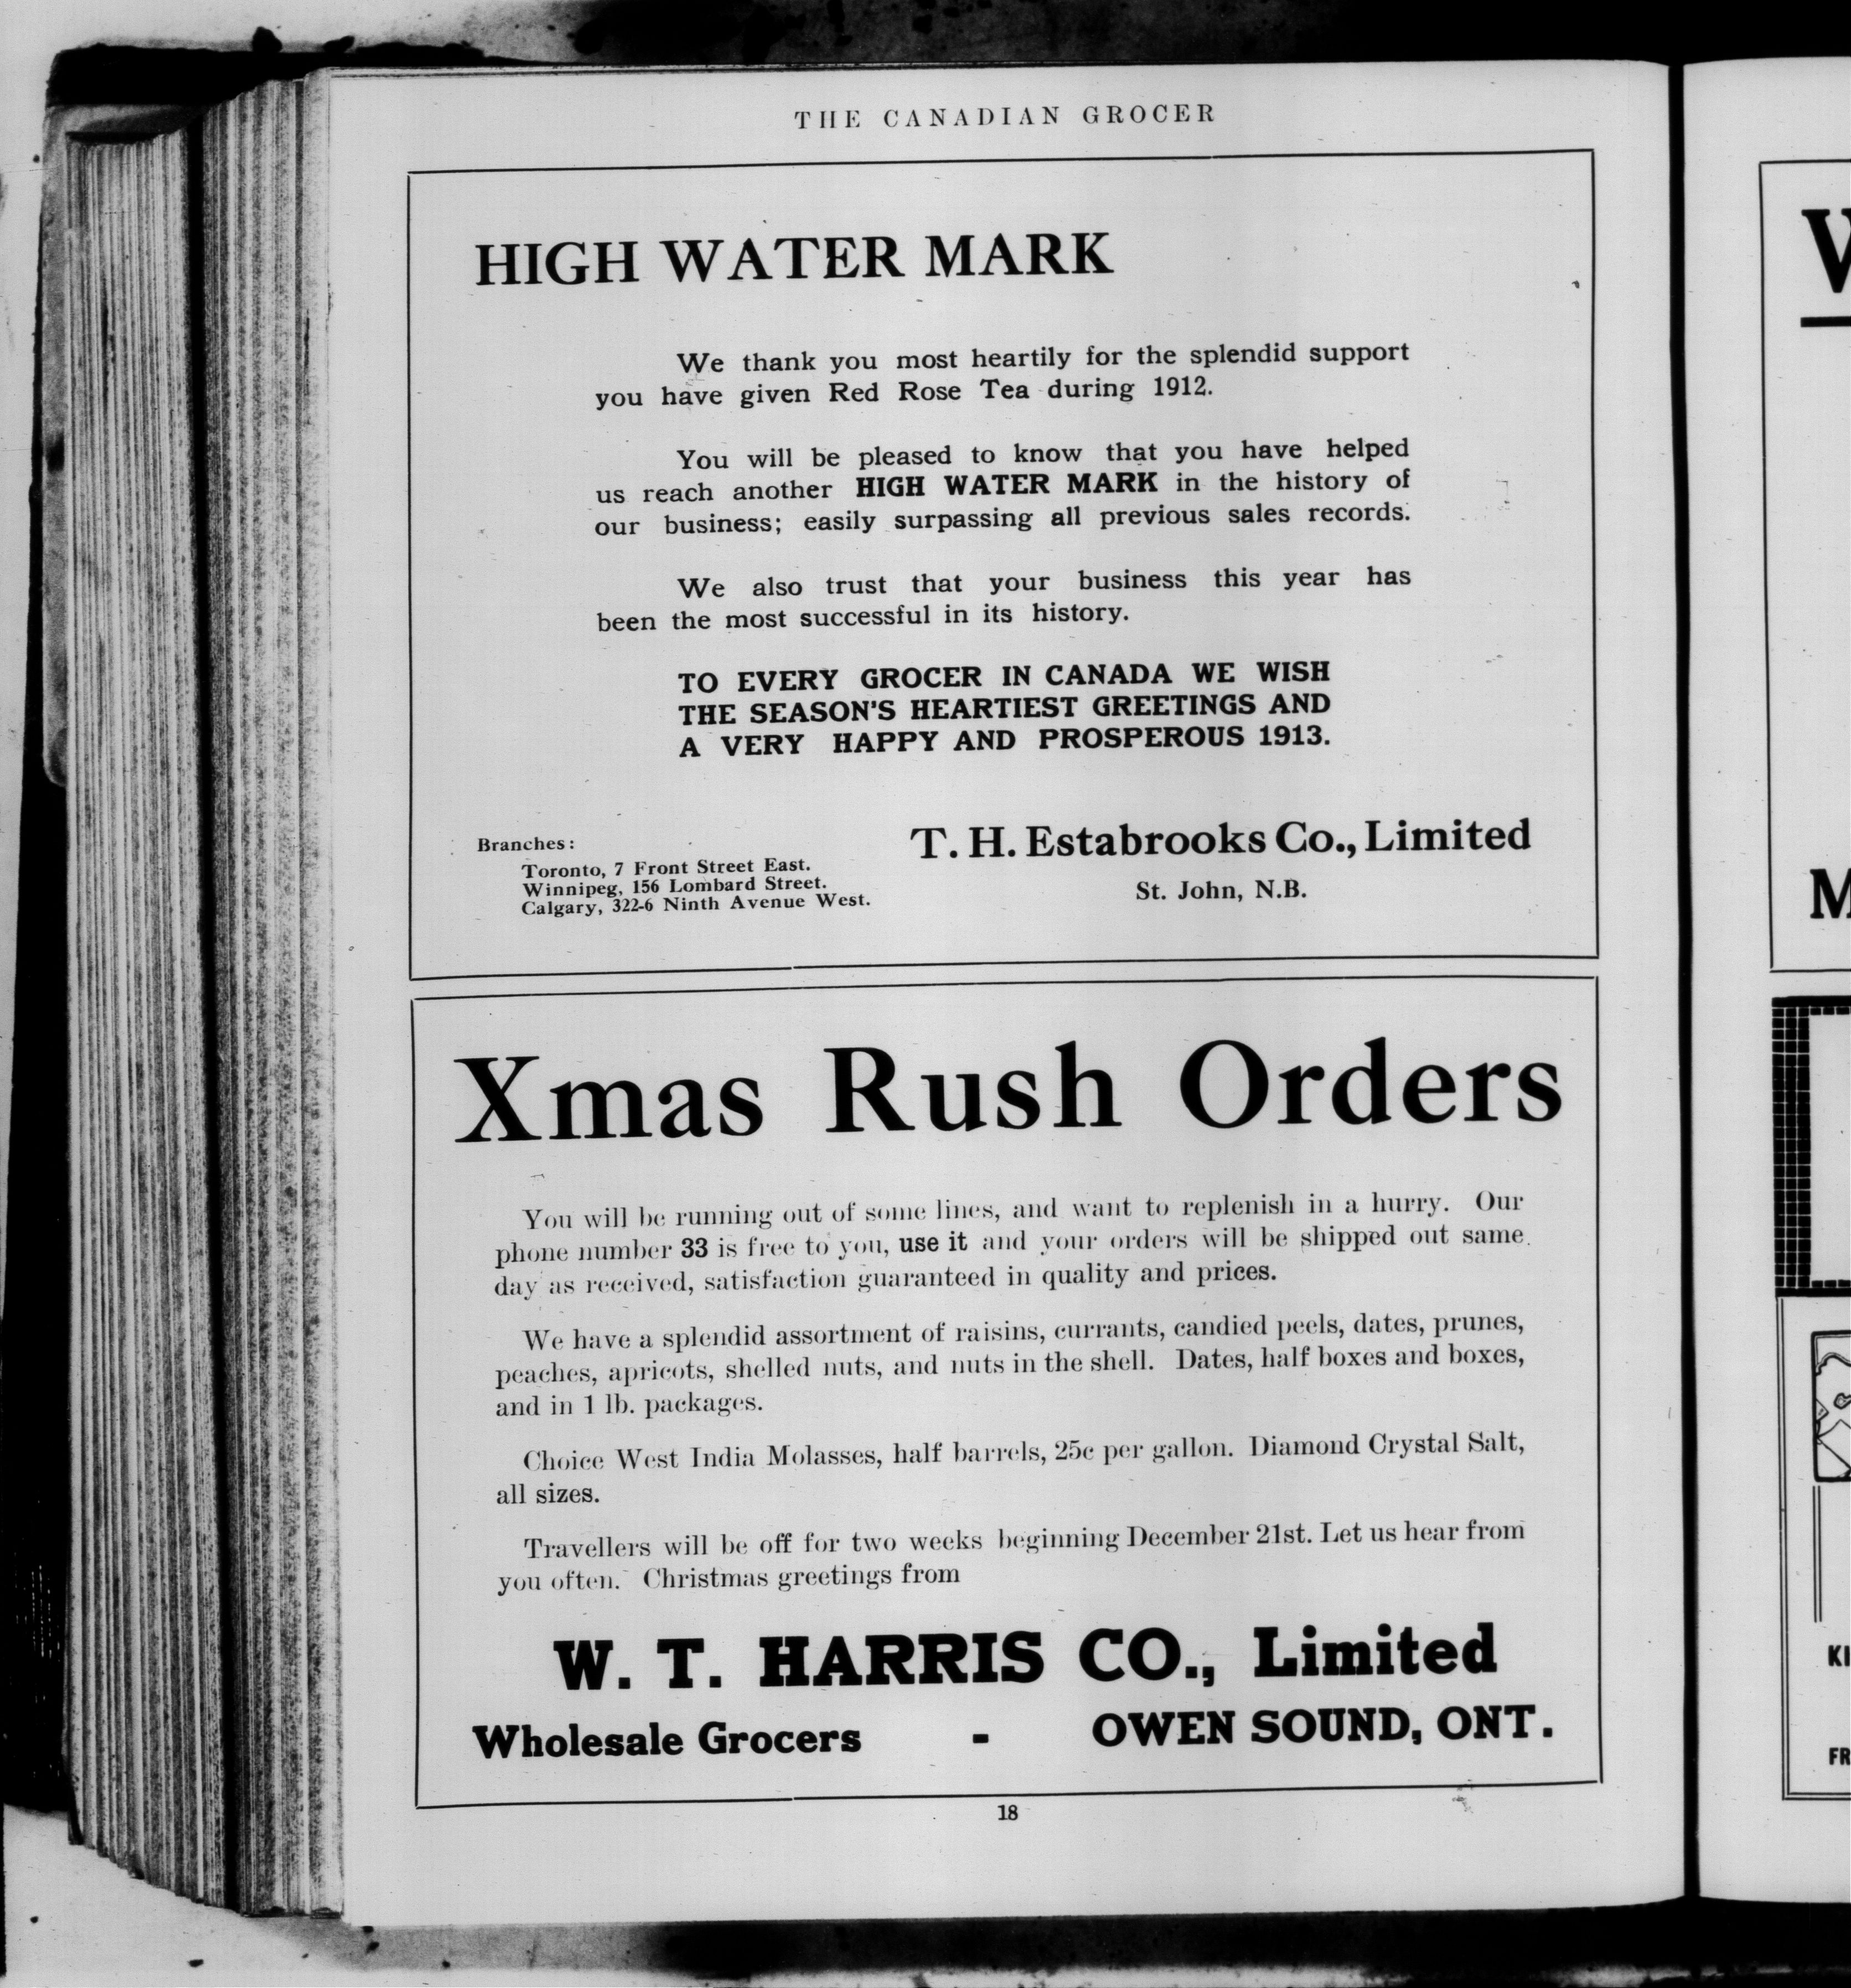 THE CANADIAN GROCER
HIGH WATER MARK
We thank you most heartily for the splendid support
you have given Red Rose Tea during 1912.
You will be pleased to know that you have helped
us reach another HIGH WATER MARK in the history of
our business; easily surpassing all previous sales records.
We also trust that your business this year has
been the most successful in its history.
TO EVERY GROCER IN CANADA WE WISH
THE SEASON'S HEARTIEST GREETINGS AND
A VERY HAPPY AND PROSPEROUS 1913.
Branches:
Toronto, 7 Front Street East.
Winnipeg, 156 Lombard Street.
Calgary, 322-6 Ninth Avenue West.
T. H. Estabrooks Co., Limited
St. John, N.B.
Xmas Rush Orders
You will be running out of some lines, and want to replenish in a hurry. Our
phone number 33 is free to you, use it and your orders will be shipped out same
day as received, satisfaction guaranteed in quality and prices.
We have a splendid assortment of raisins, currants, candied peels, dates, prunes,
peaches, apricots, shelled nuts, and nuts in the shell. Dates, half boxes and boxes,
and in 1 lb. packages.
Choice West India Molasses, half barrels, 25c per gallon. Diamond Crystal Salt,
all sizes.
Travellers will be off for two weeks beginning December 21st. Let us hear from
you often. Christmas greetings from
W. T. HARRIS CO., Limited
Wholesale Grocers - OWEN SOUND, ONT.
18